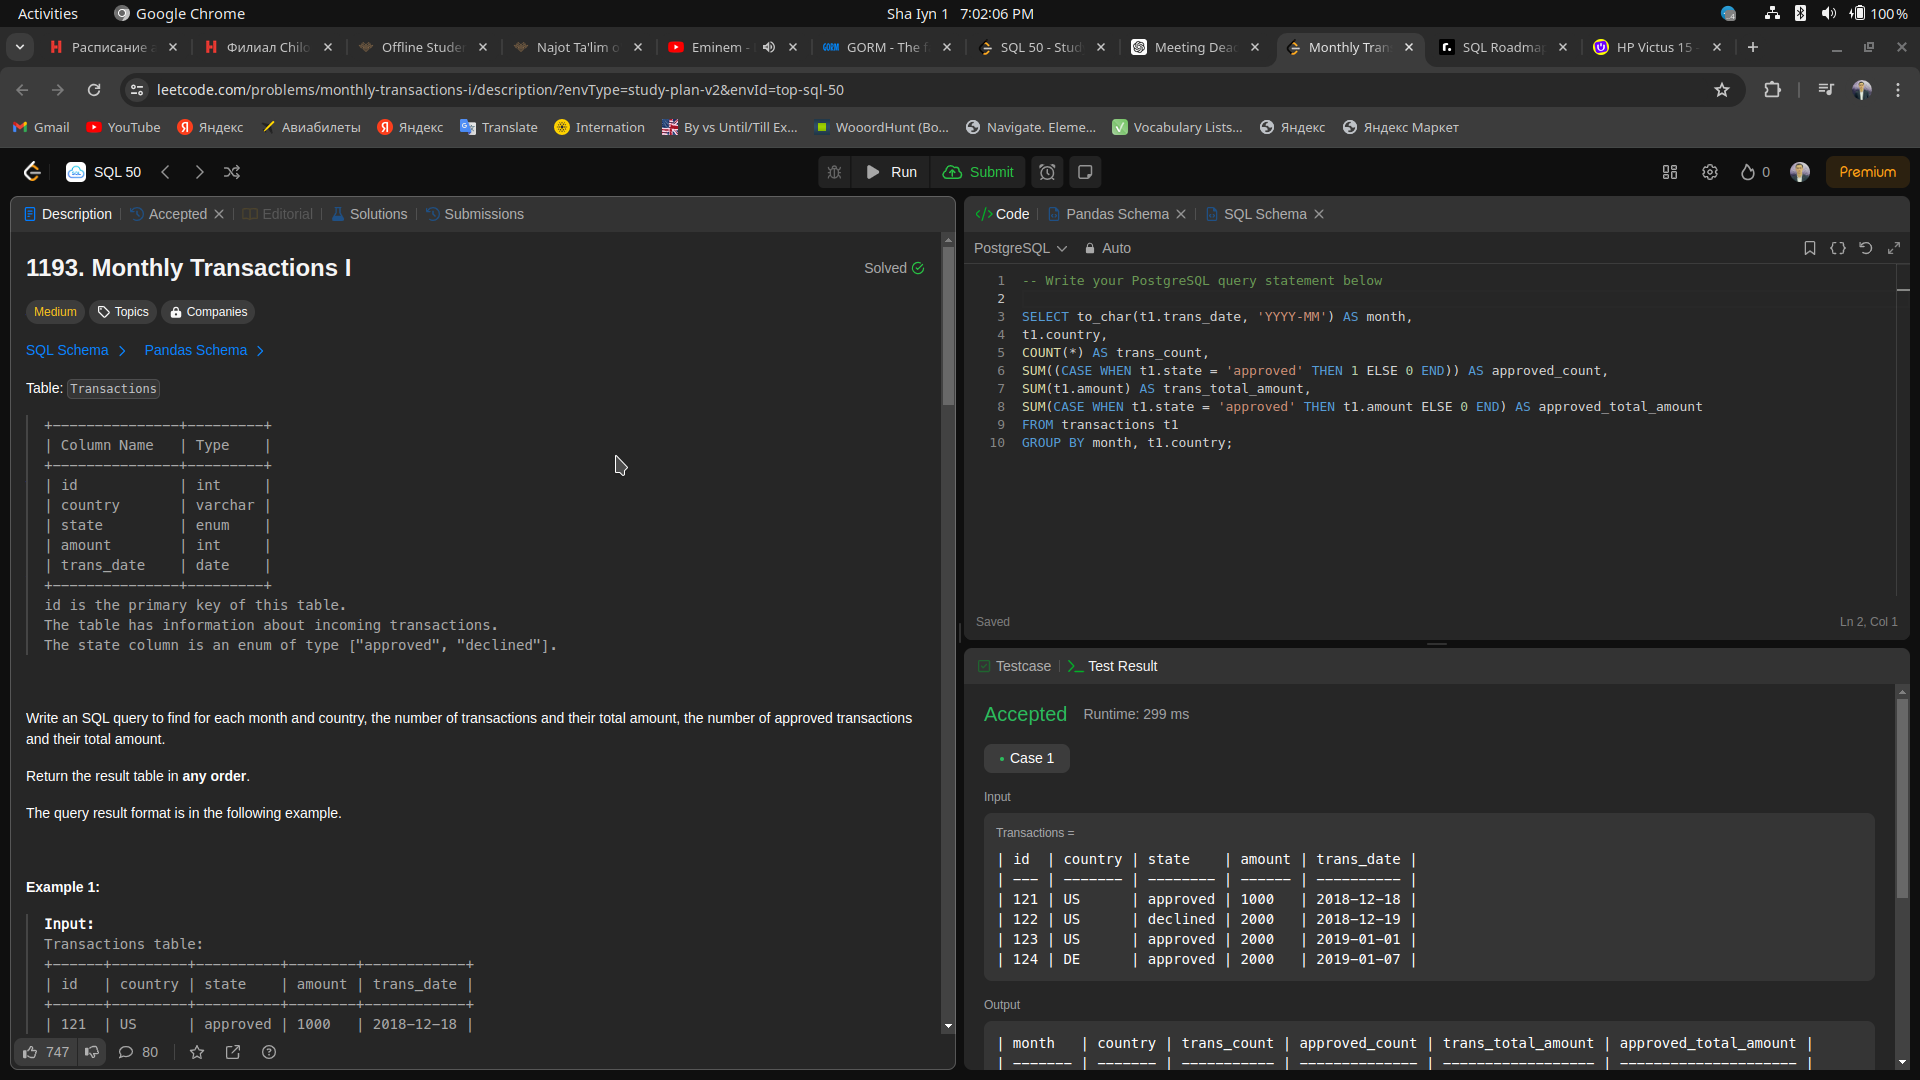 Activities
Google Chrome
Sha Iyn 1 7:02:06 PM
100 %
Расписание
Филиал Chilo
Offline Studen
Najot Ta'lim o
Eminem -
GORM - The f
SQL 50 - Stud
Meeting Dead
Monthly Tran
SQL Roadmap
HP Victus 15 -
leetcode.com/problems/monthly-transactions-i/description/?envType=study-plan-v2&envId=top-sql-50
Gmail
YouTube
Яндекс
Авиабилеты
Яндекс
Translate
Internation
By vs Until/Till Ex...
WooordHunt (Bo...
Navigate. Eleme...
Vocabulary Lists...
Яндекс
Яндекс Маркет
SQL 50
Run
Submit
0
Premium
Description
Accepted
Editorial
Solutions
Submissions
1193. Monthly Transactions I
Solved
Medium
Topics
Companies
SQL Schema
Pandas Schema
Table: Transactions
+---------------+---------+
| Column Name   | Type    |
+---------------+---------+
| id            | int     |
| country       | varchar |
| state         | enum    |
| amount        | int     |
| trans_date    | date    |
+---------------+---------+
id is the primary key of this table.
The table has information about incoming transactions.
The state column is an enum of type ["approved", "declined"].
Write an SQL query to find for each month and country, the number of transactions and their total amount, the number of approved transactions
and their total amount.
Return the result table in any order.
The query result format is in the following example.
Example 1:
Input:
Transactions table:
+------+---------+----------+--------+------------+
| id   | country | state    | amount | trans_date |
+------+---------+----------+--------+------------+
| 121  | US      | approved | 1000   | 2018-12-18 |
747
80
Code
Pandas Schema
SQL Schema
PostgreSQL
Auto
1 -- Write your PostgreSQL query statement below
2
3 SELECT to_char(t1.trans_date, 'YYYY-MM') AS month,
4 t1.country,
5 COUNT(*) AS trans_count,
6 SUM((CASE WHEN t1.state = 'approved' THEN 1 ELSE 0 END)) AS approved_count,
7 SUM(t1.amount) AS trans_total_amount,
8 SUM(CASE WHEN t1.state = 'approved' THEN t1.amount ELSE 0 END) AS approved_total_amount
9 FROM transactions t1
10 GROUP BY month, t1.country;
Saved
Ln 2, Col 1
Testcase
Test Result
Accepted
Runtime: 299 ms
Case 1
Input
Transactions =
| id  | country | state    | amount | trans_date |
| --- | ------- | -------- | ------ | ---------- |
| 121 | US      | approved | 1000   | 2018-12-18 |
| 122 | US      | declined | 2000   | 2018-12-19 |
| 123 | US      | approved | 2000   | 2019-01-01 |
| 124 | DE      | approved | 2000   | 2019-01-07 |
Output
| month   | country | trans_count | approved_count | trans_total_amount | approved_total_amount |
| ------- | ------- | ----------- | -------------- | ------------------ | --------------------- |